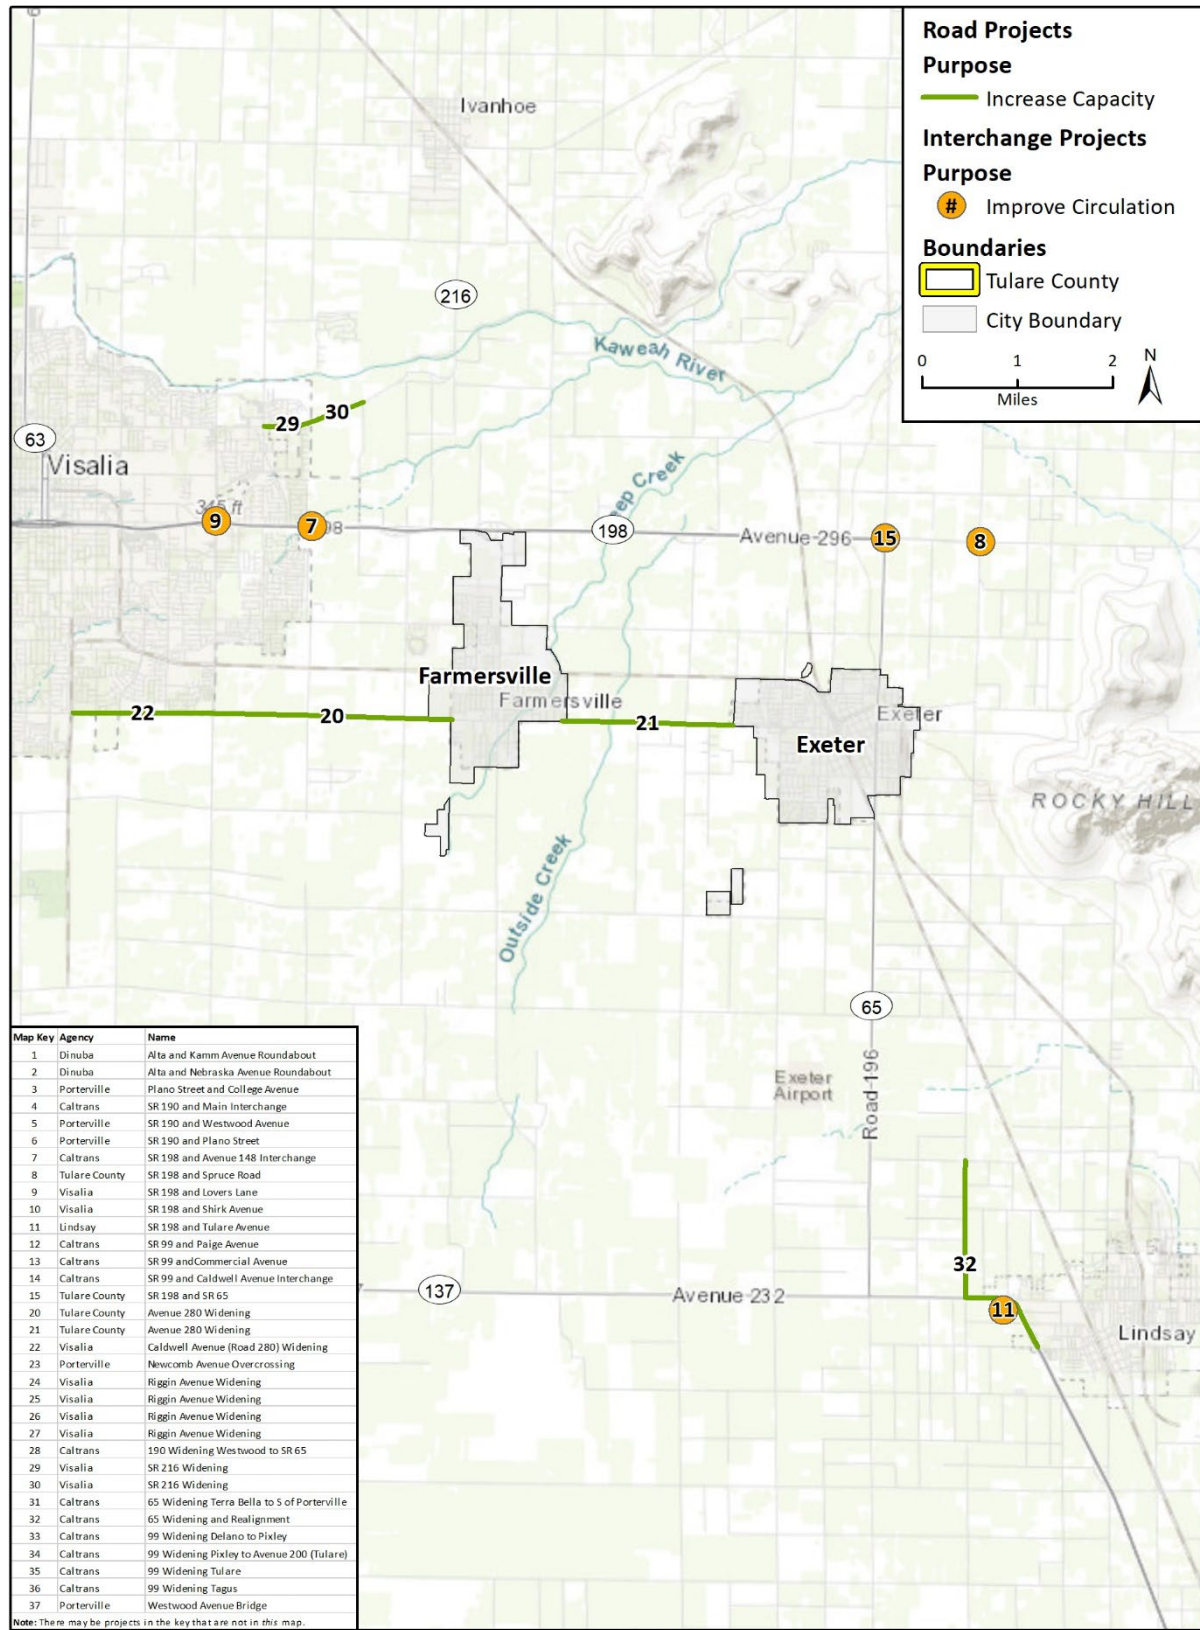 Road Projects
Purpose
Increase Capacity
Interchange Projects
Purpose
# Improve Circulation
Boundaries
Tulare County
City Boundary
0 1 2
Miles
N
Ivanhoe
216
Kaweah River
29 30
63
Visalia
345 ft
9 7 98
eep Creek
198
Avenue 296
15 8
Farmersville
Farmersville
22 20 21
Exeter
Exeter
ROCKY HILL
Outside Creek
65
Road 196
Exeter
Airport
32
137
Avenue 232
11
Lindsay
Map Key Agency Name
1 Dinuba Alta and Kamm Avenue Roundabout
2 Dinuba Alta and Nebraska Avenue Roundabout
3 Porterville Plano Street and College Avenue
4 Caltrans SR 190 and Main Interchange
5 Porterville SR 190 and Westwood Avenue
6 Porterville SR 190 and Plano Street
7 Caltrans SR 198 and Avenue 148 Interchange
8 Tulare County SR 198 and Spruce Road
9 Visalia SR 198 and Lovers Lane
10 Visalia SR 198 and Shirk Avenue
11 Lindsay SR 198 and Tulare Avenue
12 Caltrans SR 99 and Paige Avenue
13 Caltrans SR 99 andCommercial Avenue
14 Caltrans SR 99 and Caldwell Avenue Interchange
15 Tulare County SR 198 and SR 65
20 Tulare County Avenue 280 Widening
21 Tulare County Avenue 280 Widening
22 Visalia Caldwell Avenue (Road 280) Widening
23 Porterville Newcomb Avenue Overcrossing
24 Visalia Riggin Avenue Widening
25 Visalia Riggin Avenue Widening
26 Visalia Riggin Avenue Widening
27 Visalia Riggin Avenue Widening
28 Caltrans 190 Widening Westwood to SR 65
29 Visalia SR 216 Widening
30 Visalia SR 216 Widening
31 Caltrans 65 Widening Terra Bella to S of Porterville
32 Caltrans 65 Widening and Realignment
33 Caltrans 99 Widening Delano to Pixley
34 Caltrans 99 Widening Pixley to Avenue 200 (Tulare)
35 Caltrans 99 Widening Tulare
36 Caltrans 99 Widening Tagus
37 Porterville Westwood Avenue Bridge
Note: There may be projects in the key that are not in this map.